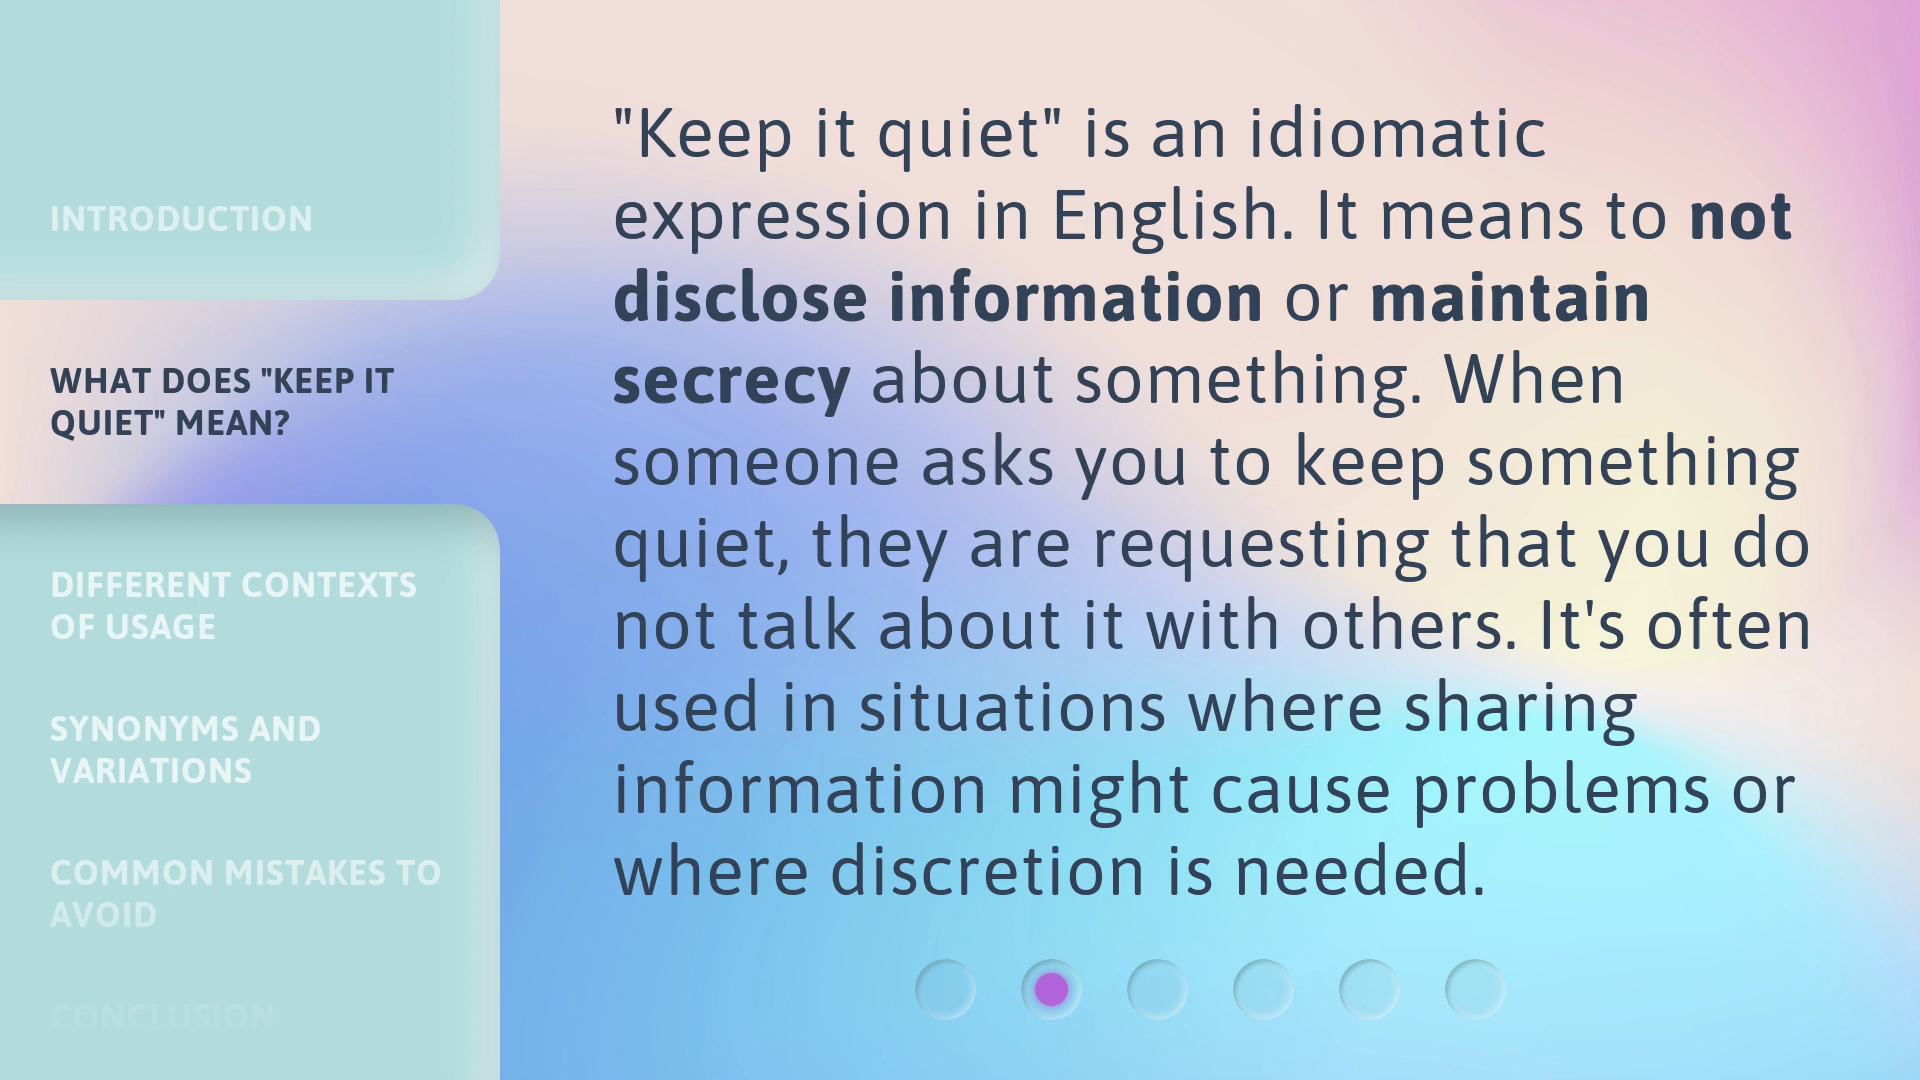 INTRODUCTION
WHAT DOES "KEEP IT
QUIET" MEAN?
DIFFERENT CONTEXTS
OF USAGE
SYNONYMS AND
VARIATIONS
COMMON MISTAKES TO
AVOID
CONCLUSION
"Keep it quiet" is an idiomatic
expression in English. It means to not
disclose information or maintain
secrecy about something. When
someone asks you to keep something
quiet, they are requesting that you do
not talk about it with others. It's often
used in situations where sharing
information might cause problems or
where discretion is needed.